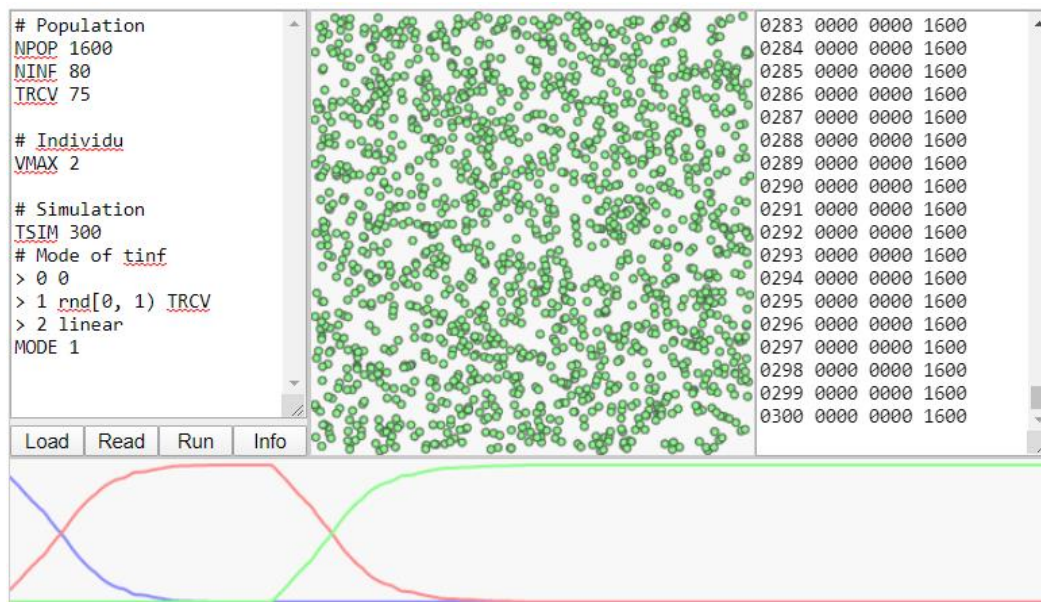 # Population
NPOP 1600
NINF 80
TRCV 75
# Individu
VMAX 2
# Simulation
TSIM 300
# Mode of tinf
> 0 0
> 1 rnd[0, 1) TRCV
> 2 linear
MODE 1
Load Read Run Info
0283 0000 0000 1600
0284 0000 0000 1600
0285 0000 0000 1600
0286 0000 0000 1600
0287 0000 0000 1600
0288 0000 0000 1600
0289 0000 0000 1600
0290 0000 0000 1600
0291 0000 0000 1600
0292 0000 0000 1600
0293 0000 0000 1600
0294 0000 0000 1600
0295 0000 0000 1600
0296 0000 0000 1600
0297 0000 0000 1600
0298 0000 0000 1600
0299 0000 0000 1600
0300 0000 0000 1600